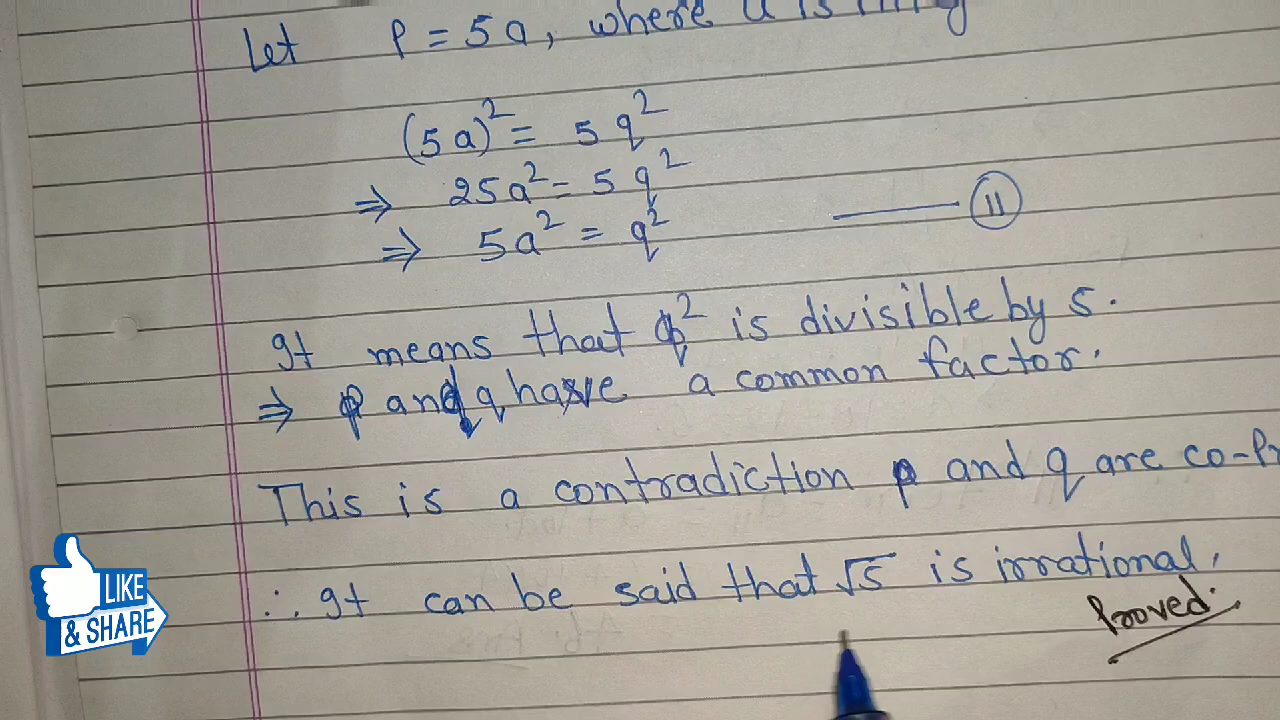 Let P = 5a, where a is
(5a)² = 5q²
⇒ 25a² = 5q²
⇒ 5a² = q² —— (II)
It means that q² is divisible by 5.
⇒ p and q have a common factor.
This is a contradiction p and q are co-Pr
∴ It can be said that √5 is irrational.
Proved.
LIKE
& SHARE